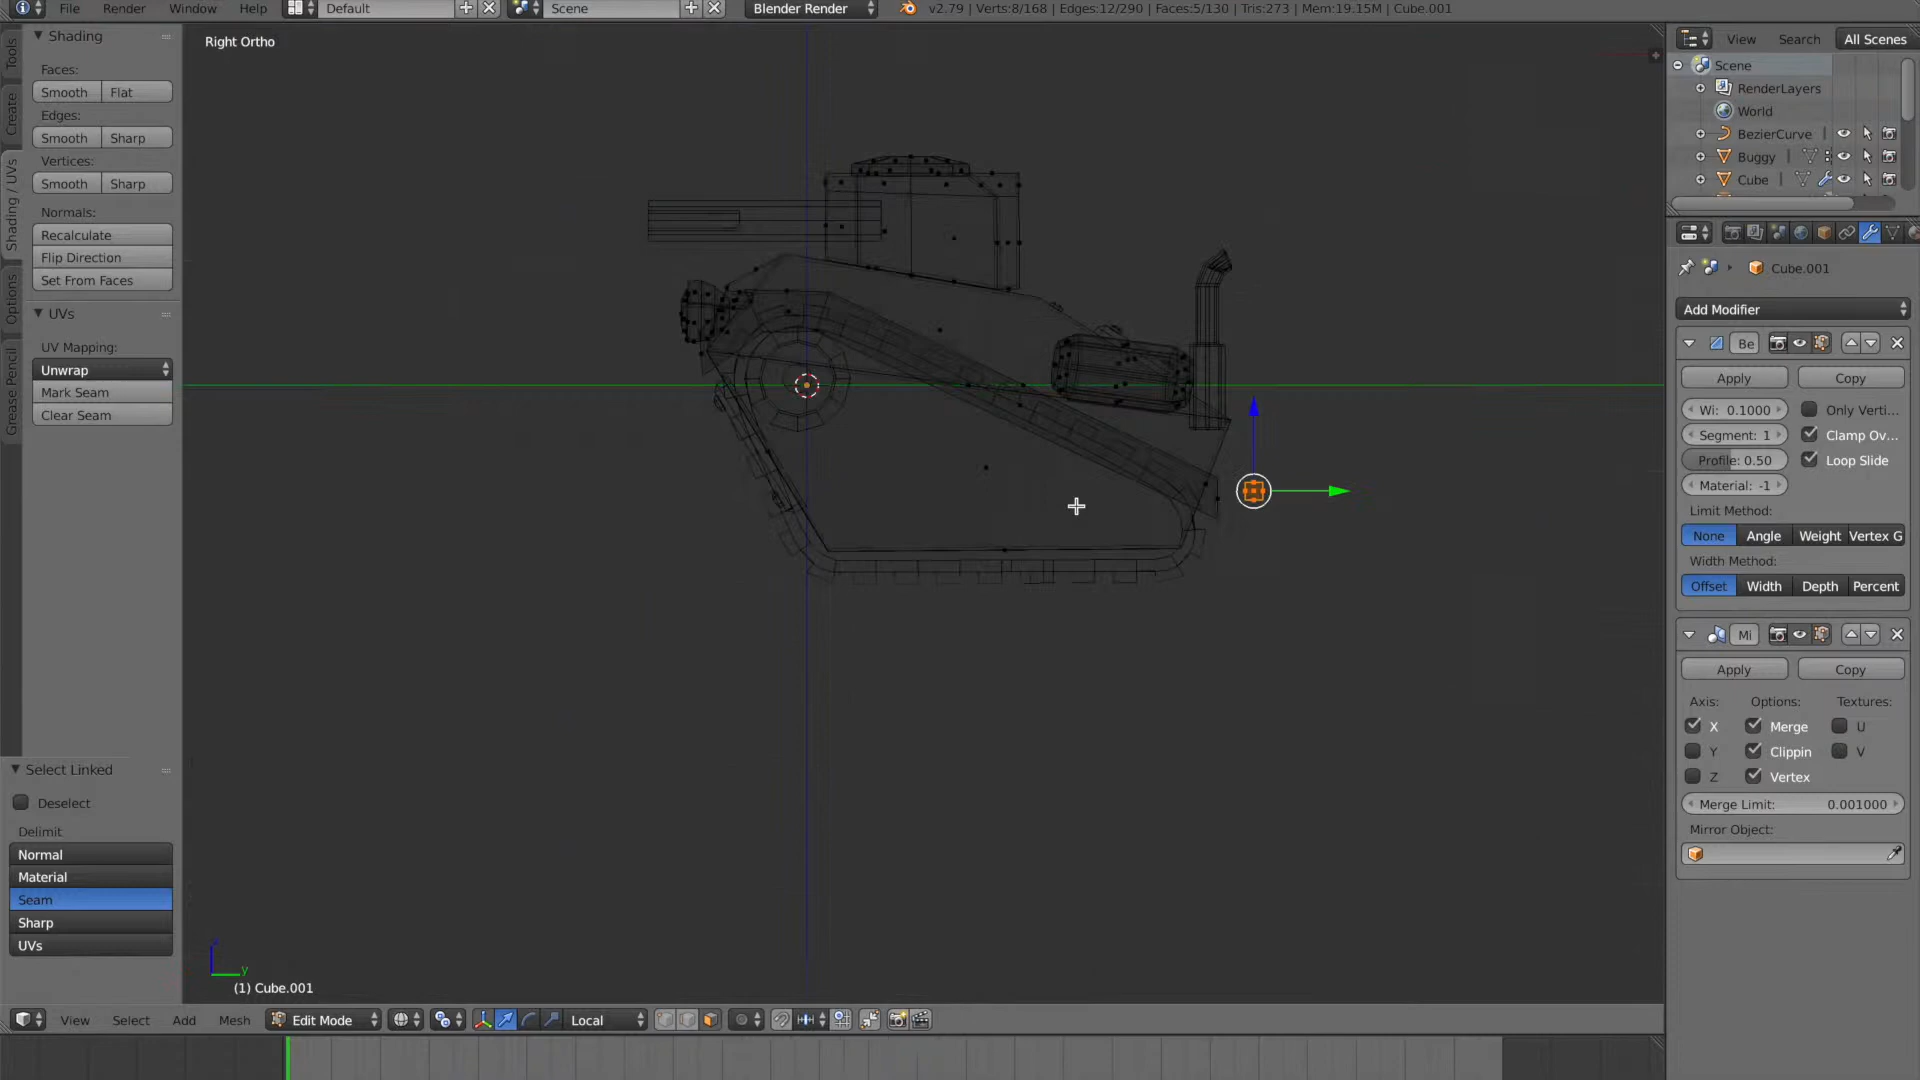 File Render Window Help Default Scene Blender Render v2.79 | Verts:8/168 | Edges:12/290 | Faces:5/130 | Tris:273 | Mem:19.15M | Cube.001
Tools
Create
Shading / UVs
Options
Grease Pencil
Shading
Faces:
Smooth Flat
Edges:
Smooth Sharp
Vertices:
Smooth Sharp
Normals:
Recalculate
Flip Direction
Set From Faces
UVs
UV Mapping:
Unwrap
Mark Seam
Clear Seam
Select Linked
Deselect
Delimit
Normal
Material
Seam
Sharp
UVs
Right Ortho
y
(1) Cube.001
View Select Add Mesh Edit Mode Local
View Search All Scenes
Scene
RenderLayers
World
BezierCurve
Buggy
Cube
Cube.001
Add Modifier
Be
Apply Copy
Wi: 0.1000 Only Verti...
Segment: 1 Clamp Ov...
Profile: 0.50 Loop Slide
Material: -1
Limit Method:
None Angle Weight Vertex G
Width Method:
Offset Width Depth Percent
Mi
Apply Copy
Axis: Options: Textures:
X Merge U
Y Clippin V
Z Vertex
Merge Limit: 0.001000
Mirror Object: